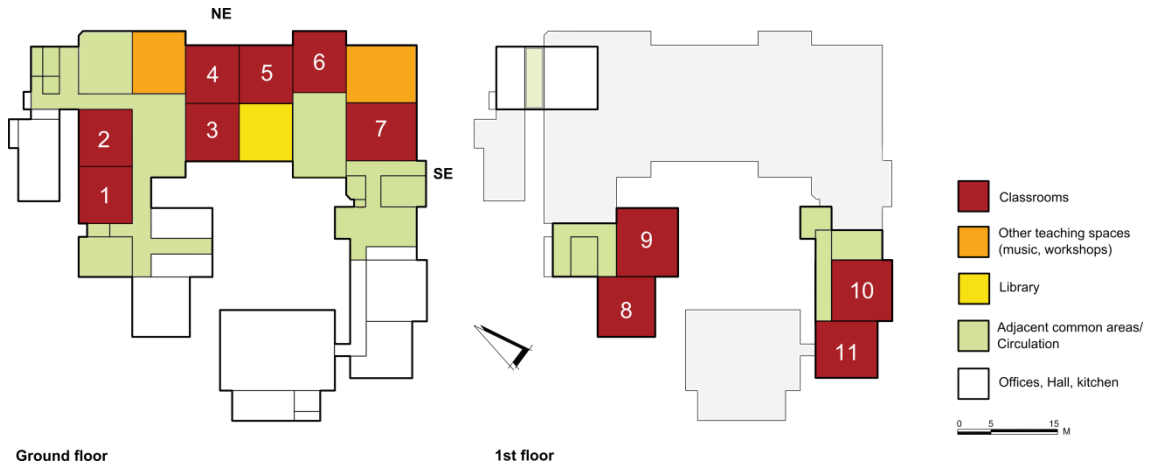 NE
6
4
5
2
3
7
SE
1
Ground floor
9
10
8
11
1st floor
Classrooms
Other teaching spaces
(music, workshops)
Library
Adjacent common areas/
Circulation
Offices, Hall, kitchen
0 5 15
M